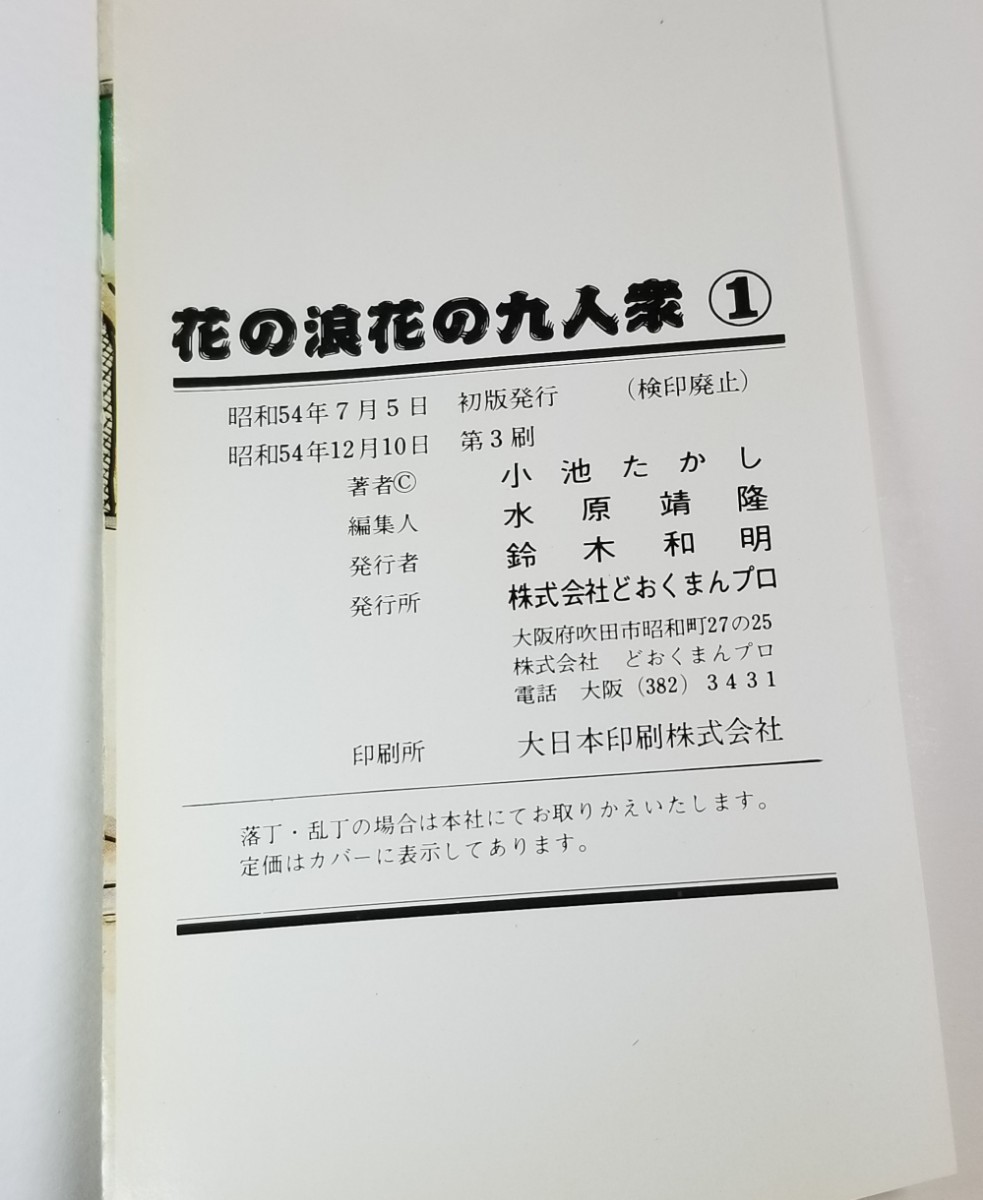 花の浪花の九人衆 ①
昭和54年7月5日 初版発行 (検印廃止)
昭和54年12月10日 第3刷
著者© 小池たかし
編集人 水原靖隆
発行者 鈴木和明
発行所 株式会社どおくまんプロ
大阪府吹田市昭和町27の25
株式会社 どおくまんプロ
電話 大阪(382)3431
印刷所 大日本印刷株式会社
落丁・乱丁の場合は本社にてお取りかえいたします。
定価はカバーに表示してあります。